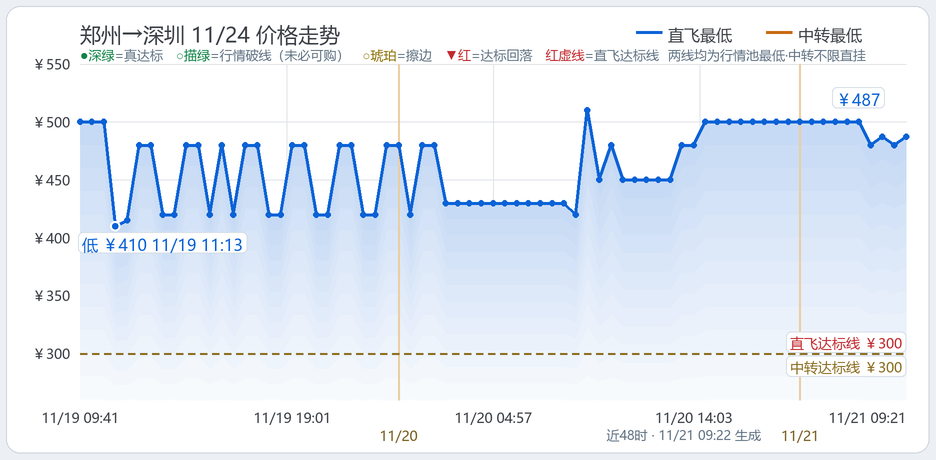 郑州→深圳 11/24 价格走势
直飞最低
中转最低
●深绿=真达标 ○描绿=行情破线（未必可购） ○琥珀=擦边 ▼红=达标回落 红虚线=直飞达标线 两线均为行情池最低·中转不限直挂
¥550
¥500
¥450
¥400
¥350
¥300
¥487
低 ¥410 11/19 11:13
直飞达标线 ¥300
中转达标线 ¥300
11/19 09:41
11/19 19:01
11/20 04:57
11/20 14:03
11/21 09:21
11/20
近48时 · 11/21 09:22 生成
11/21